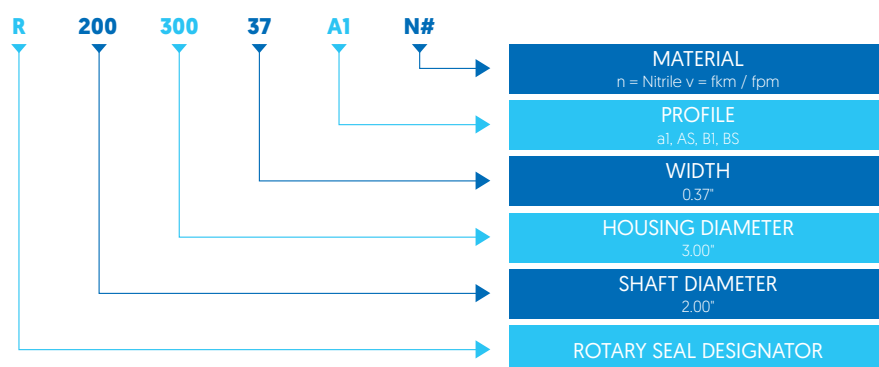 R 200 300 37 A1 N#
MATERIAL
n = Nitrile v = fkm / fpm
PROFILE
a1, AS, B1, BS
WIDTH
0.37"
HOUSING DIAMETER
3.00"
SHAFT DIAMETER
2.00"
ROTARY SEAL DESIGNATOR